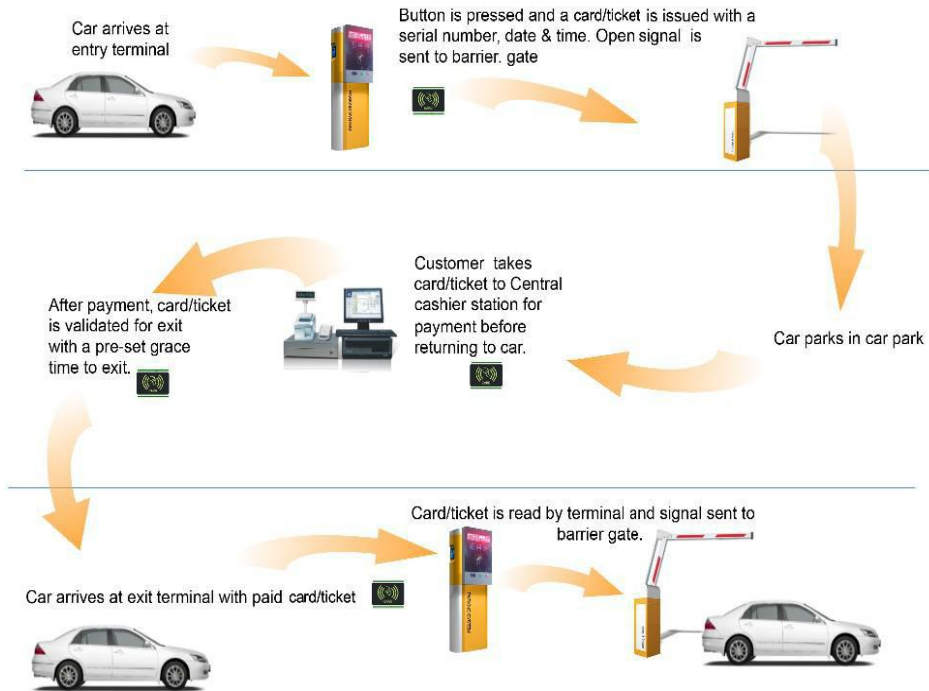 Car arrives at
entry terminal
Button is pressed and a card/ticket is issued with a
serial number, date & time. Open signal is
sent to barrier. gate
Customer takes
card/ticket to Central
cashier station for
payment before
returning to car.
After payment, card/ticket
is validated for exit
with a pre-set grace
time to exit.
Car parks in car park
Card/ticket is read by terminal and signal sent to
barrier gate.
Car arrives at exit terminal with paid card/ticket